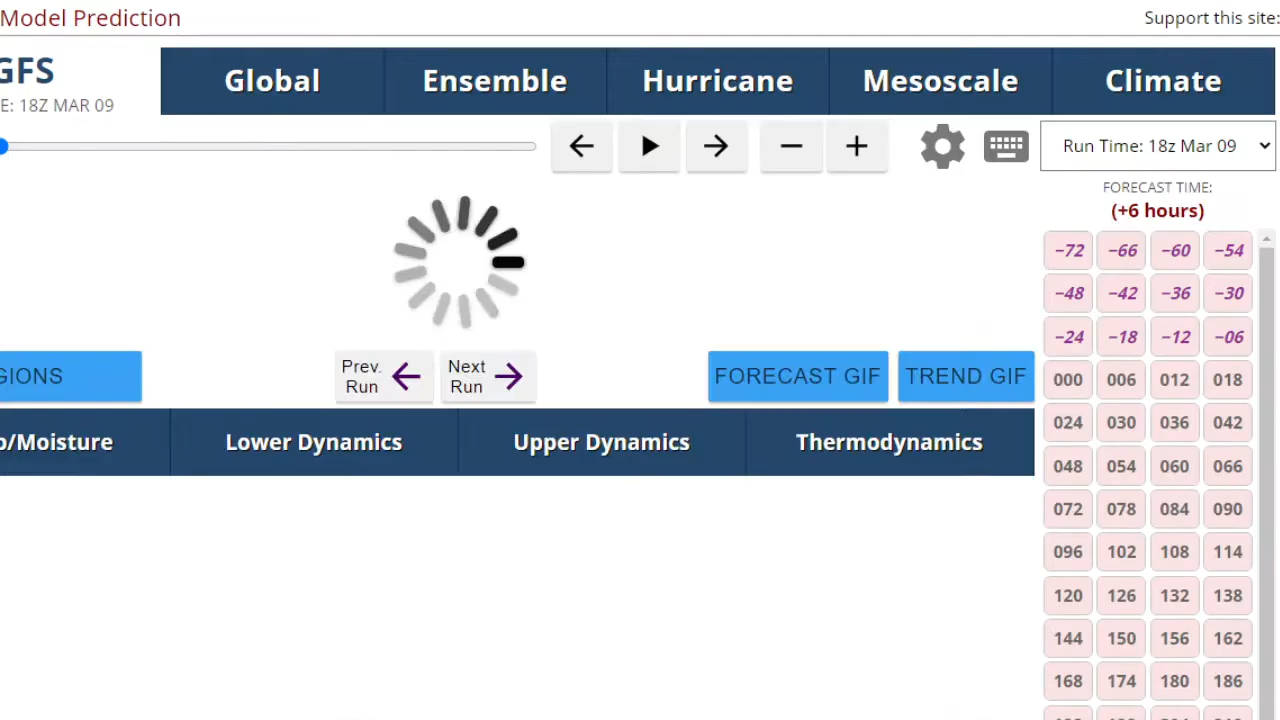 Model Prediction
Support this site:
GFS
E: 18Z MAR 09
Global
Ensemble
Hurricane
Mesoscale
Climate
Run Time: 18z Mar 09
FORECAST TIME:
(+6 hours)
−72 −66 −60 −54
−48 −42 −36 −30
−24 −18 −12 −06
000 006 012 018
024 030 036 042
048 054 060 066
072 078 084 090
096 102 108 114
120 126 132 138
144 150 156 162
168 174 180 186
GIONS
Prev. Run
Next Run
FORECAST GIF
TREND GIF
p/Moisture
Lower Dynamics
Upper Dynamics
Thermodynamics